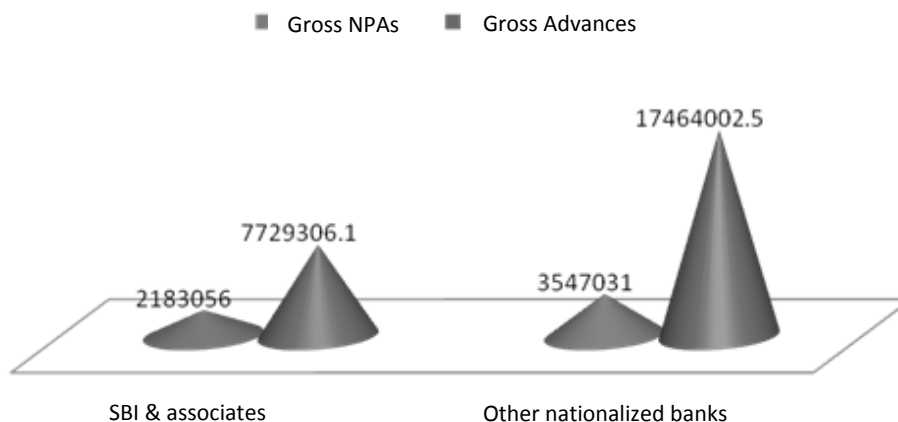 Gross NPAs Gross Advances
17464002.5
7729306.1
3547031
2183056
SBI & associates Other nationalized banks